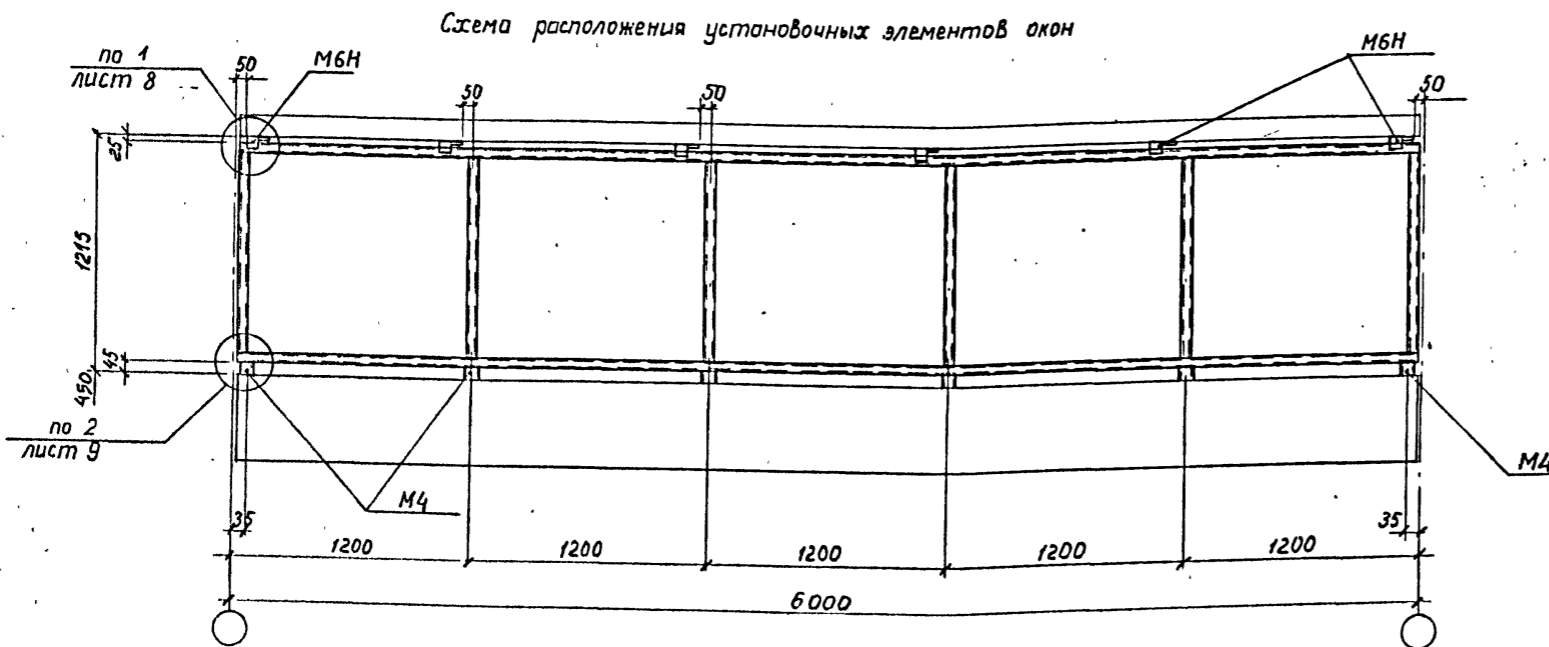 Схема расположения установочных элементов окон
по 1
лист 8
50
М6Н
50
50
М6Н
50
25
1215
45
450
по 2
лист 9
М4
М4
35
35
1200
1200
1200
1200
1200
6000